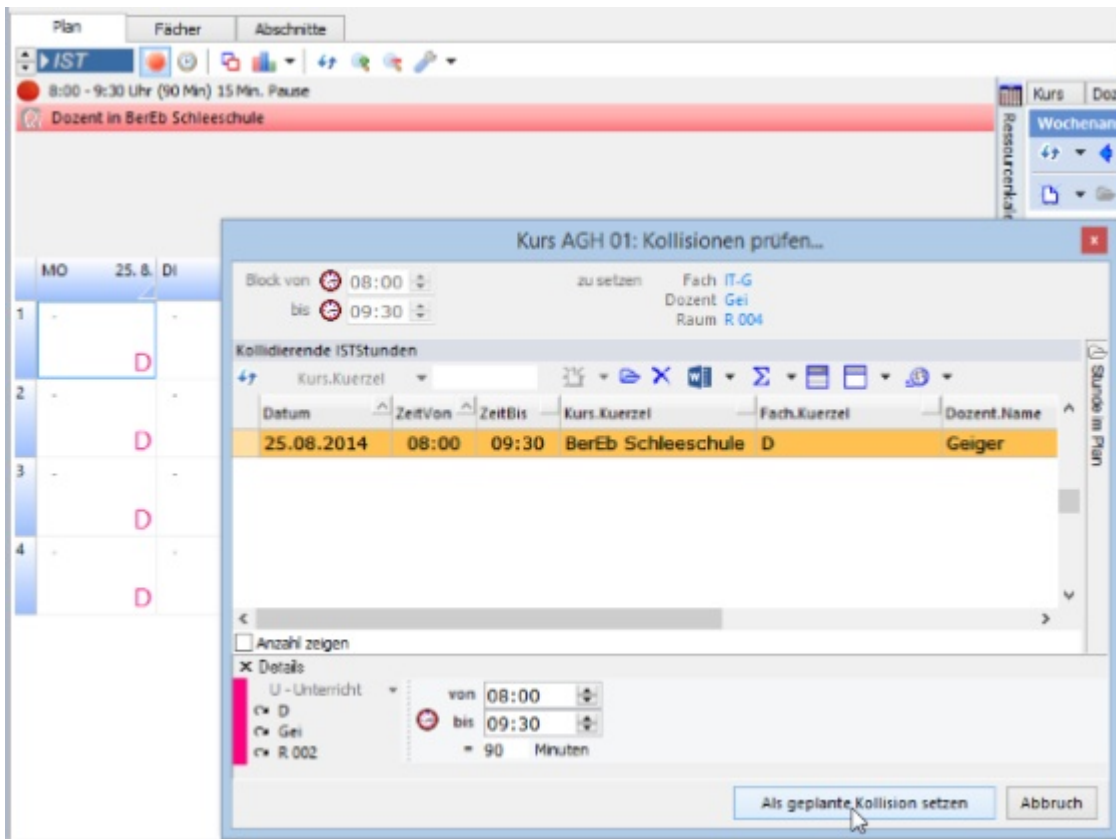 Plan Fächer Abschnitte
IST
8:00 - 9:30 Uhr (90 Min) 15 Min. Pause
Dozent in BerEb Schleeschule
Kurs Doz
Wochenan
Ressourcenkale
Kurs AGH 01: Kollisionen prüfen...
Block von 08:00 zu setzen Fach IT-G
bis 09:30 Dozent Gei
Raum R 004
Kollidierende ISTStunden
Kurs.Kuerzel
Datum ZeitVon ZeitBis Kurs.Kuerzel Fach.Kuerzel Dozent.Name
25.08.2014 08:00 09:30 BerEb Schleeschule D Geiger
Stunde im Plan
MO 25. 8. DI
1 - -
D
2 - -
D
3 - -
D
4 - -
D
Anzahl zeigen
Details
U - Unterricht von 08:00
D
Gei bis 09:30
R 002 = 90 Minuten
Als geplante Kollision setzen Abbruch